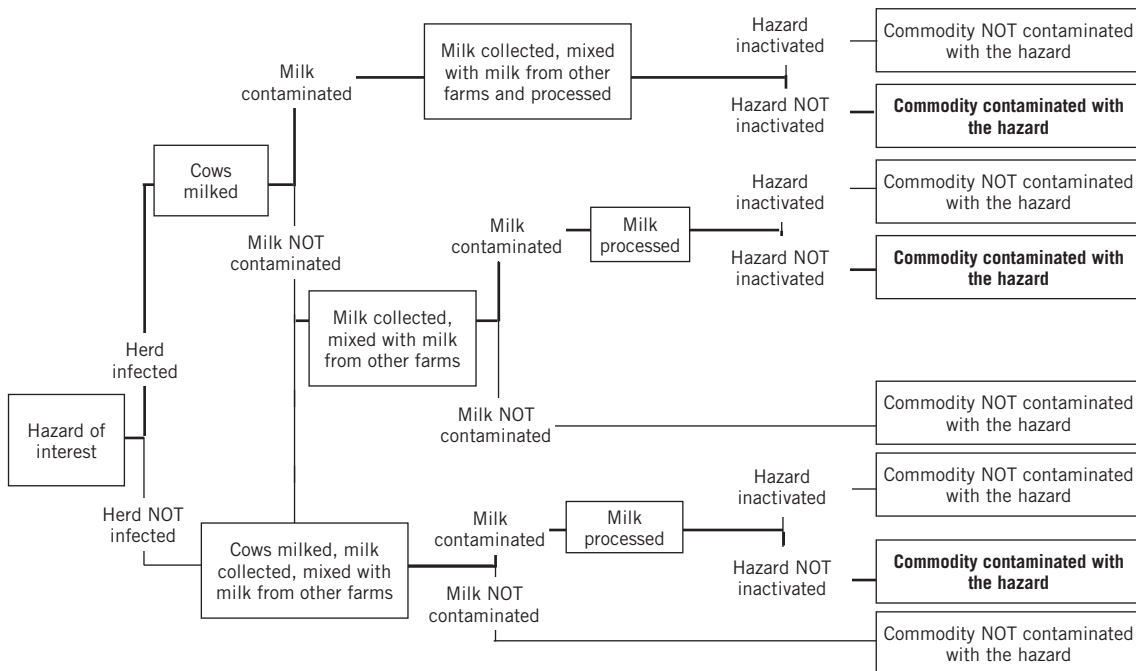 Hazard
inactivated
Commodity NOT contaminated
with the hazard
Milk collected, mixed
with milk from other
farms and processed
Milk
contaminated
Hazard NOT
inactivated
Commodity contaminated with
the hazard
Cows
milked
Hazard
inactivated
Commodity NOT contaminated
with the hazard
Milk
contaminated
Milk
processed
Milk NOT
contaminated
Hazard NOT
inactivated
Commodity contaminated with
the hazard
Milk collected,
mixed with milk
from other farms
Herd
infected
Milk NOT
contaminated
Commodity NOT contaminated
with the hazard
Hazard of
interest
Hazard
inactivated
Commodity NOT contaminated
with the hazard
Herd NOT
infected
Milk
contaminated
Milk
processed
Cows milked, milk
collected, mixed with
milk from other farms
Hazard NOT
inactivated
Commodity contaminated with
the hazard
Milk NOT
contaminated
Commodity NOT contaminated
with the hazard